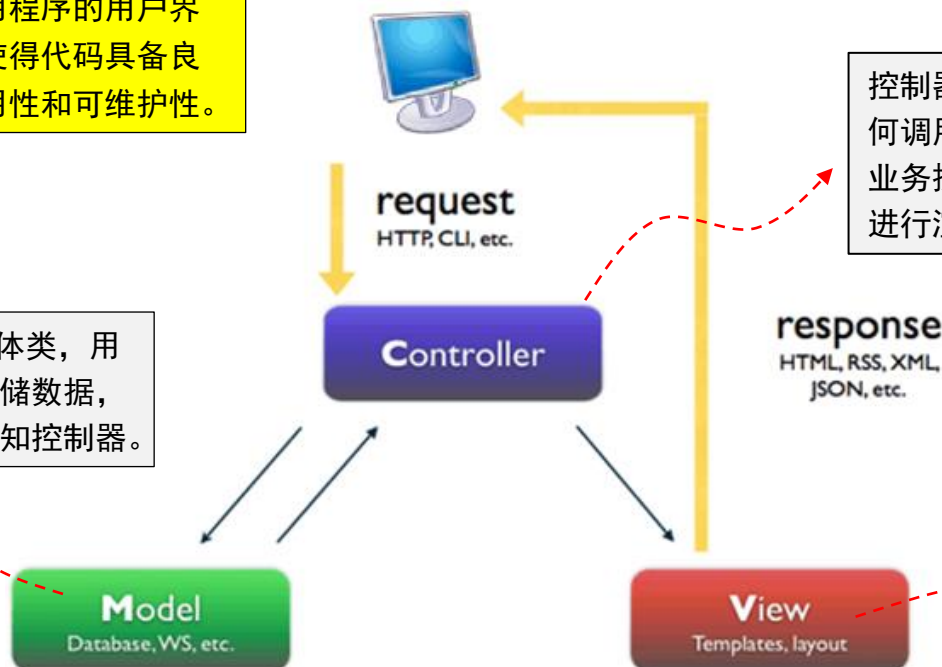 用程序的用户界
使得代码具备良
用性和可维护性。
控制器
何调用
业务
进行
request
HTTP, CLI, etc.
体类，用
储数据，
知控制器。
Controller
response
HTML, RSS, XML,
JSON, etc.
Model
Database, WS, etc.
View
Templates, layout